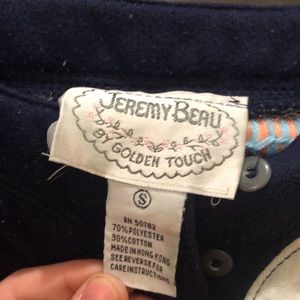 JEREMY BEAU
BY GOLDEN TOUCH
S
RN 50782
70% POLYESTER
30% COTTON
MADE IN HONG KONG
SEE REVERSE FOR
CARE INSTRUCTIONS